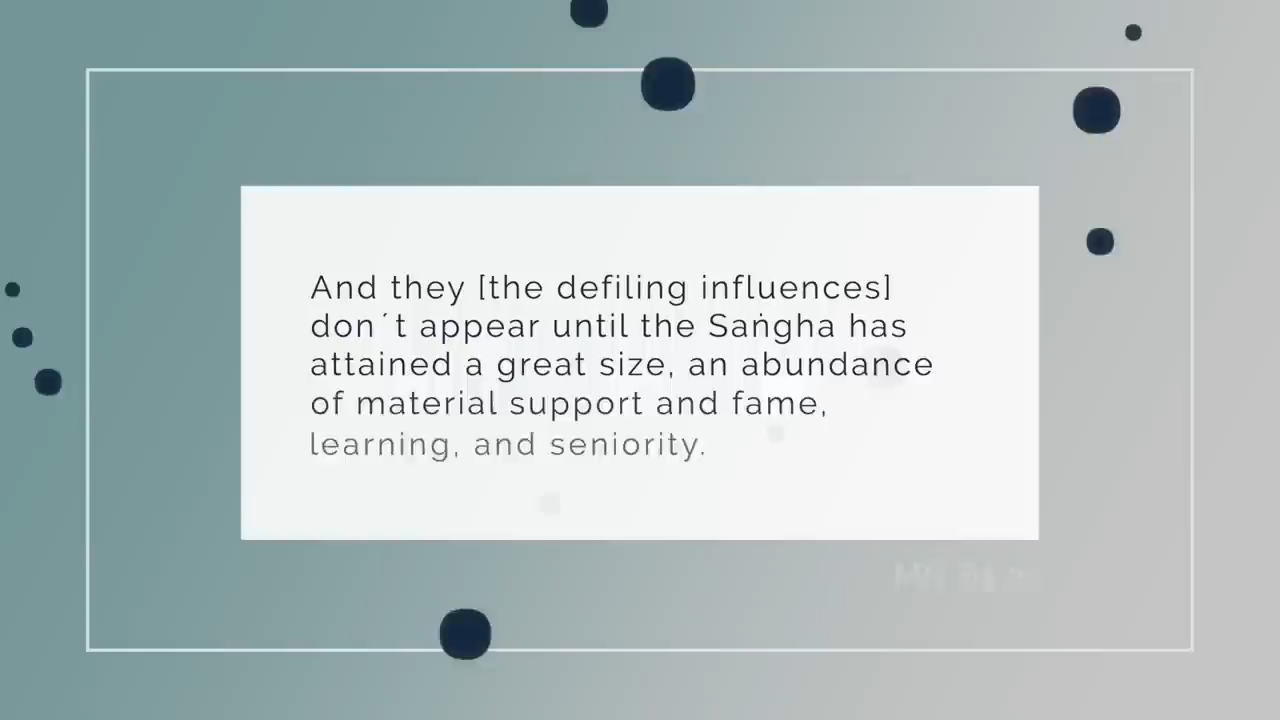 And they [the defiling influences]
don´t appear until the Saṅgha has
attained a great size, an abundance
of material support and fame,
learning, and seniority.